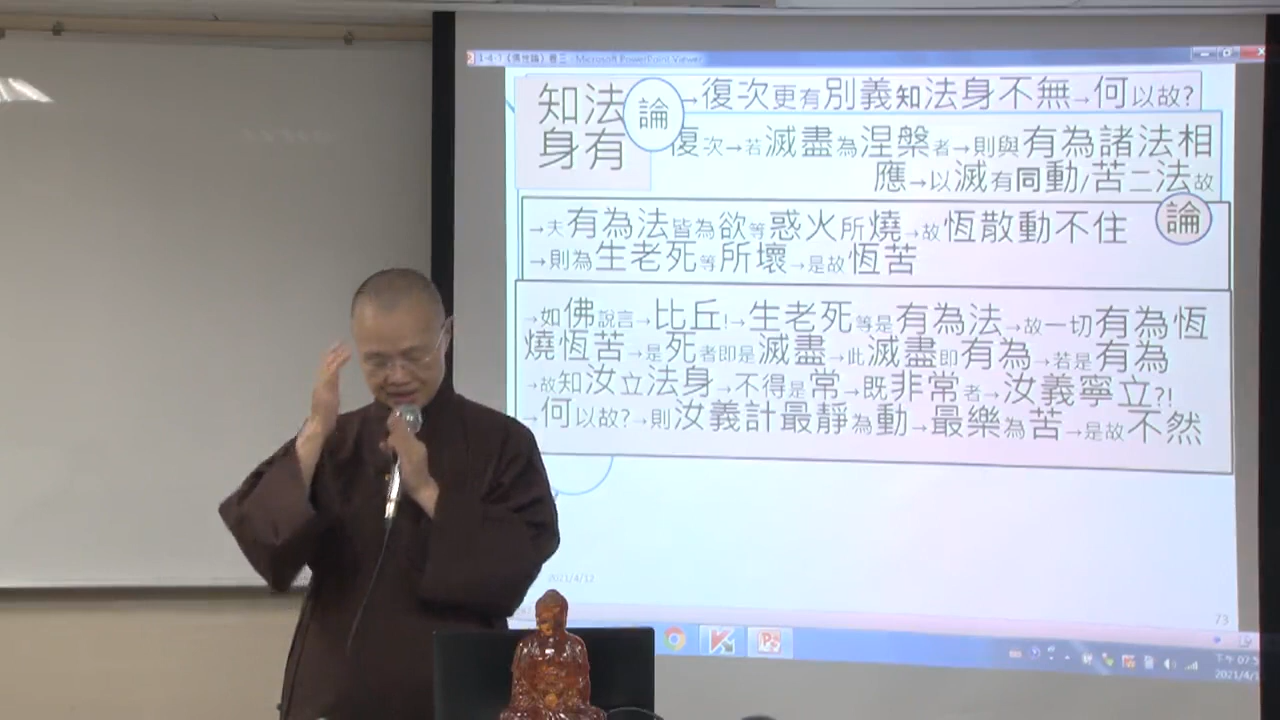 知法
身有
論
→復次更有別義知法身不無→何以故?
復次→若滅盡為涅槃者→則與有為諸法相
應→以滅有同動/苦二法故
→夫有為法皆為欲等惑火所燒→故恆散動不住
論
→則為生老死等所壞→是故恆苦
→如佛說言→比丘!→生老死等是有為法→故一切有為恆
燒恆苦→是死者即是滅盡→此滅盡即有為→若是有為
→故知汝立法身→不得是常→既非常者→汝義寧立?!
→何以故?→則汝義計最靜為動→最樂為苦→是故不然
2021/4/12
73
下午 07:5
2021/4/1